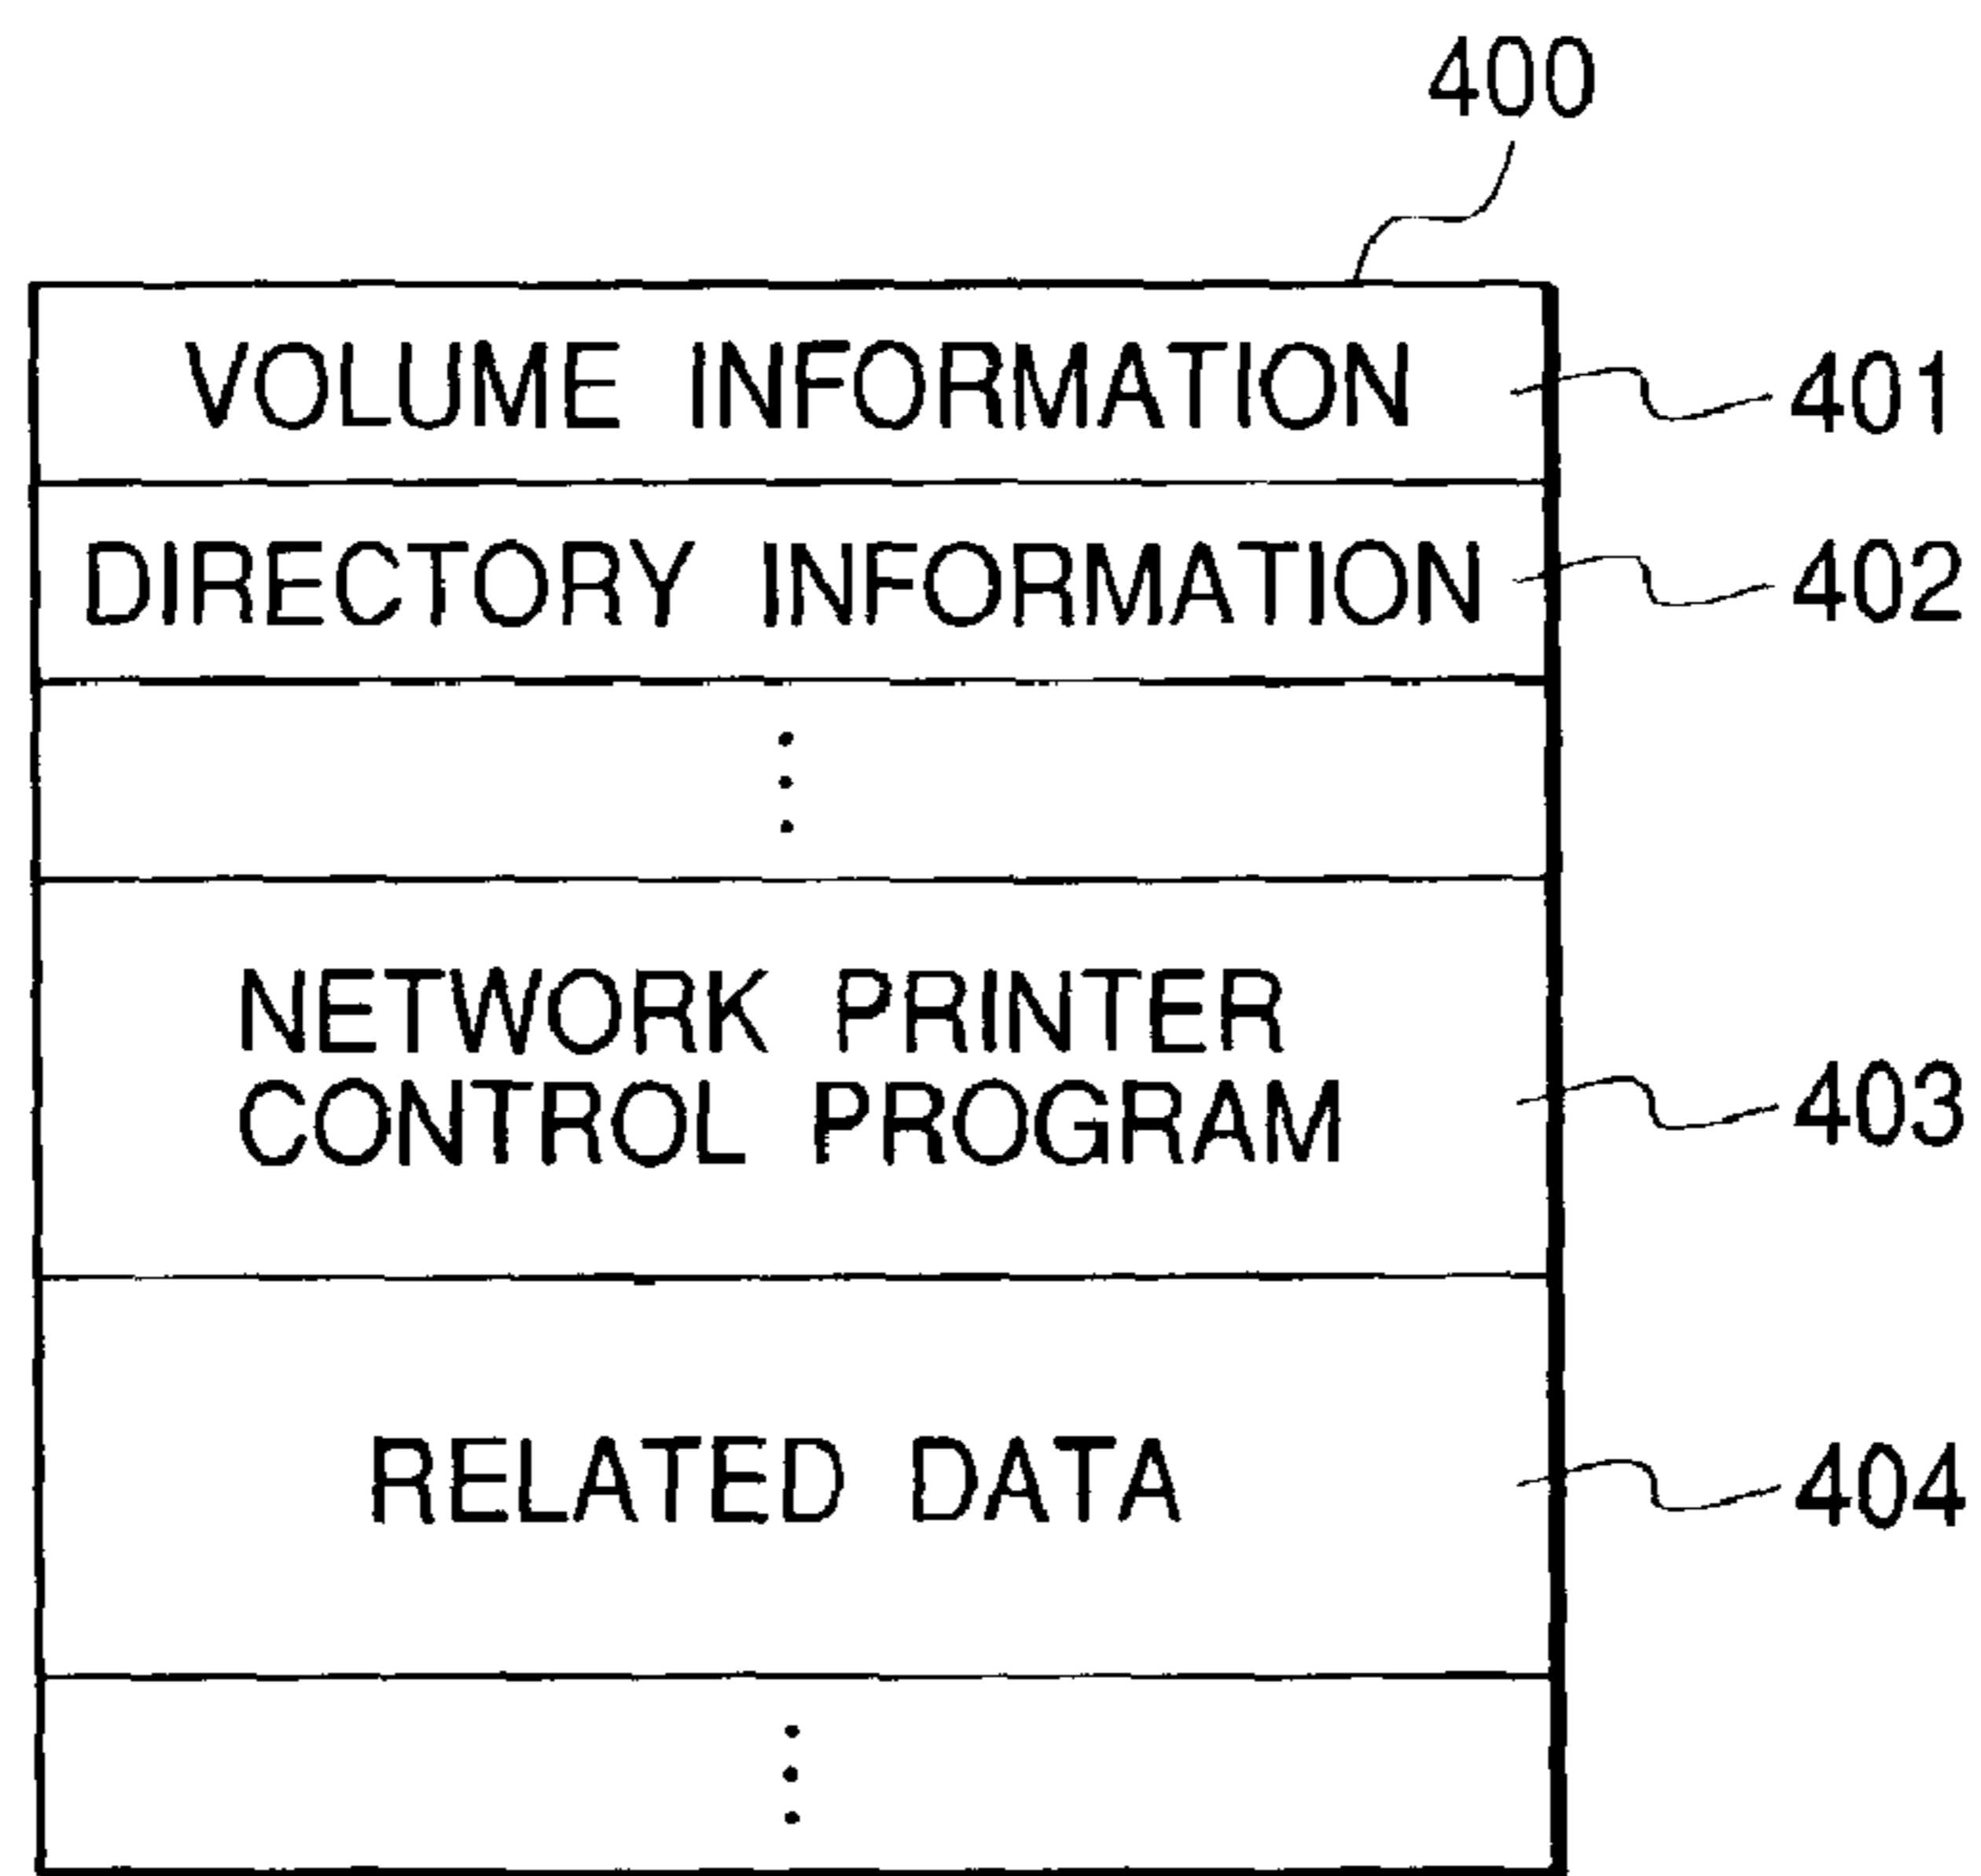 400
VOLUME INFORMATION 401
DIRECTORY INFORMATION 402
NETWORK PRINTER
CONTROL PROGRAM 403
RELATED DATA 404